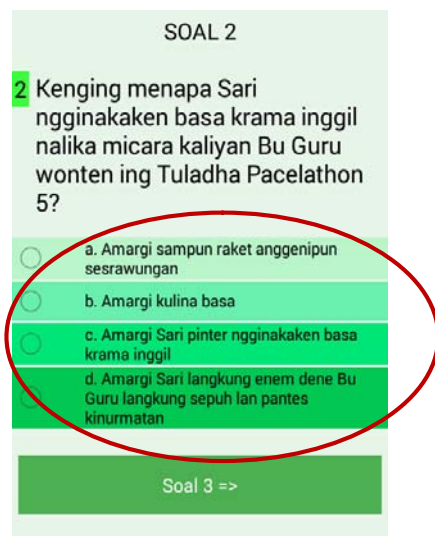 SOAL 2
2 Kenging menapa Sari
ngginakaken basa krama inggil
nalika micara kaliyan Bu Guru
wonten ing Tuladha Pacelathon
5?
a. Amargi sampun raket anggenipun
sesrawungan
b. Amargi kulina basa
c. Amargi Sari pinter ngginakaken basa
krama inggil
d. Amargi Sari langkung enem dene Bu
Guru langkung sepuh lan pantes
kinurmatan
Soal 3 =>